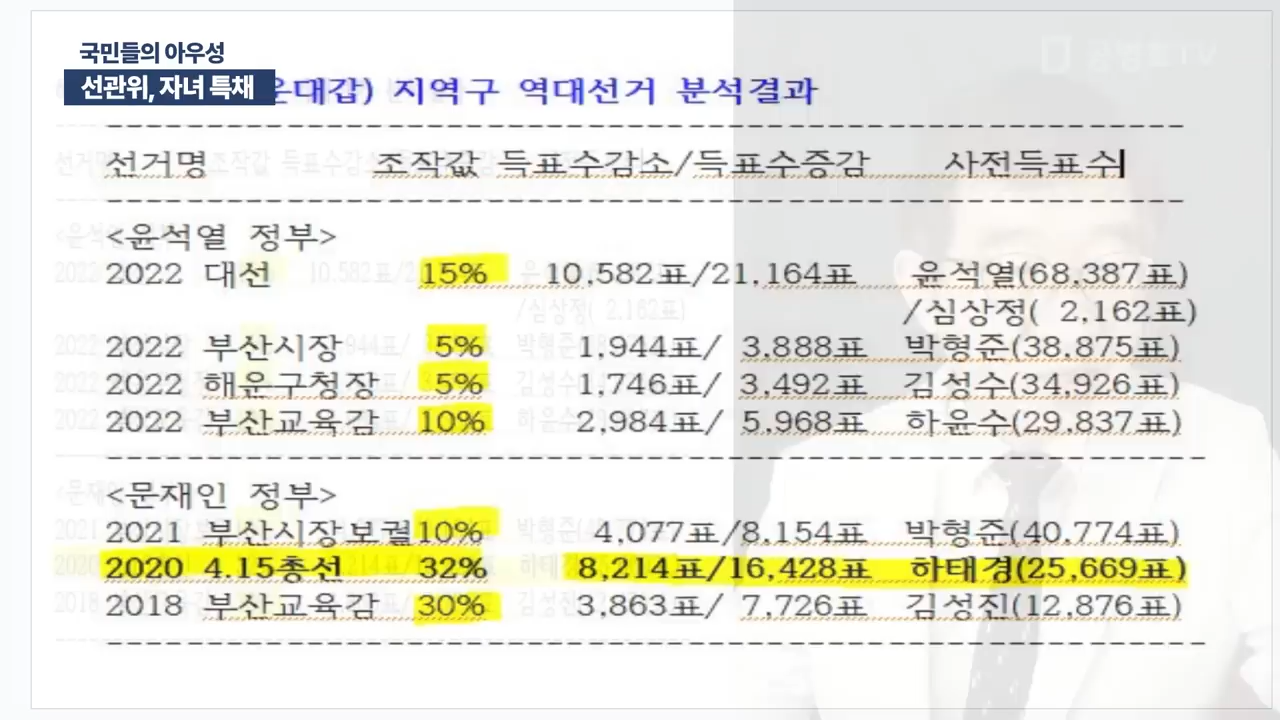 국민들의 아우성
선관위, 자녀 특채
운대갑) 지역구 역대선거 분석결과
공병호TV
선거명 조작값 득표수감소/득표수증감 사전득표수
<윤석열 정부>
2022 대선 15% 10,582표/21,164표 윤석열(68,387표)
/심상정( 2,162표)
2022 부산시장 5% 1,944표/ 3,888표 박형준(38,875표)
2022 해운구청장 5% 1,746표/ 3,492표 김성수(34,926표)
2022 부산교육감 10% 2,984표/ 5,968표 하윤수(29,837표)
<문재인 정부>
2021 부산시장보궐10% 4,077표/8,154표 박형준(40,774표)
2020 4.15총선 32% 8,214표/16,428표 하태경(25,669표)
2018 부산교육감 30% 3,863표/ 7,726표 김성진(12,876표)